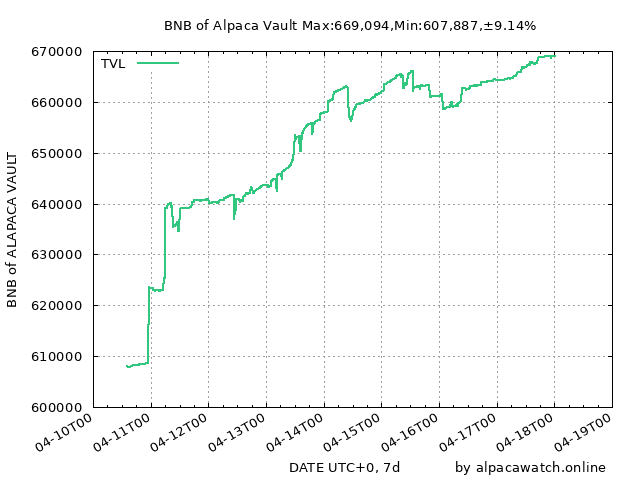 BNB of Alpaca Vault Max:669,094,Min:607,887,±9.14%
TVL
BNB of ALAPACA VAULT
670000
660000
650000
640000
630000
620000
610000
600000
04-10T00
04-11T00
04-12T00
04-13T00
04-14T00
04-15T00
04-16T00
04-17T00
04-18T00
04-19T00
DATE UTC+0, 7d
by alpacawatch.online